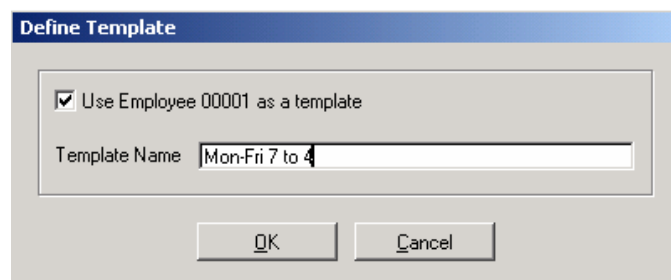 Define Template
Use Employee 00001 as a template
Template Name Mon-Fri 7 to 4
OK Cancel